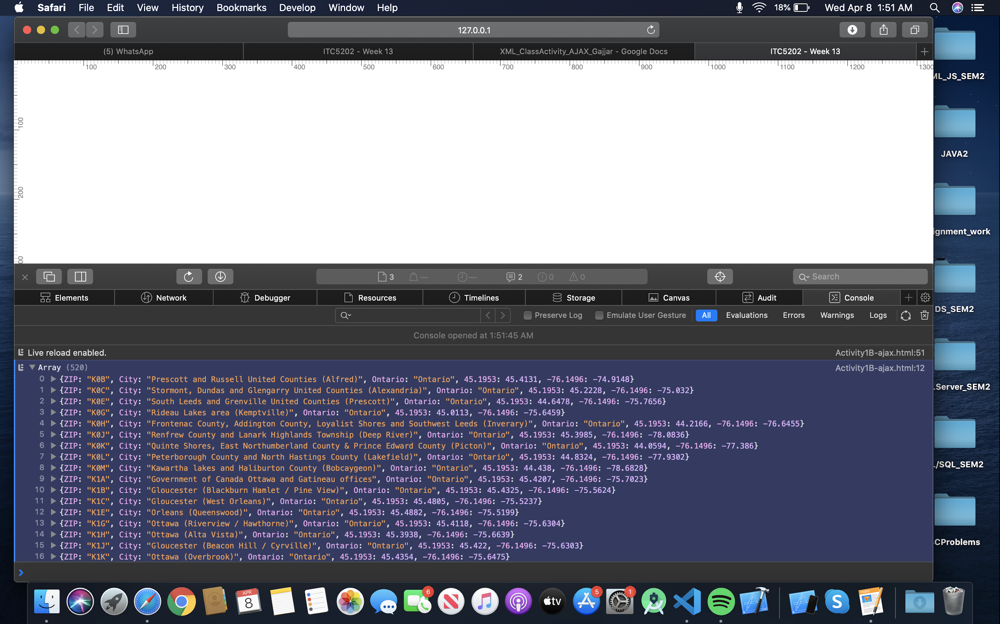 Safari File Edit View History Bookmarks Develop Window Help 18% Wed Apr 8 1:51 AM
127.0.0.1
(5) WhatsApp ITC5202 - Week 13 XML_ClassActivity_AJAX_Gajjar - Google Docs ITC5202 - Week 13
100 200 300 400 500 600 700 800 900 1000 1100 1200 1300
100
200
00
ML_JS_SEM2
JAVA2
ignment_work
DS_SEM2
.Server_SEM2
/SQL_SEM2
CProblems
3 — — 2 0 0 Search
Elements Network Debugger Resources Timelines Storage Canvas Audit Console
Preserve Log Emulate User Gesture All Evaluations Errors Warnings Logs
Console opened at 1:51:45 AM
Live reload enabled. Activity1B-ajax.html:51
Array (520) Activity1B-ajax.html:12
0 {ZIP: "K0B", City: "Prescott and Russell United Counties (Alfred)", Ontario: "Ontario", 45.1953: 45.4131, -76.1496: -74.9148}
1 {ZIP: "K0C", City: "Stormont, Dundas and Glengarry United Counties (Alexandria)", Ontario: "Ontario", 45.1953: 45.2228, -76.1496: -75.032}
2 {ZIP: "K0E", City: "South Leeds and Grenville United Counties (Prescott)", Ontario: "Ontario", 45.1953: 44.6478, -76.1496: -75.7656}
3 {ZIP: "K0G", City: "Rideau Lakes area (Kemptville)", Ontario: "Ontario", 45.1953: 45.0113, -76.1496: -75.6459}
4 {ZIP: "K0H", City: "Frontenac County, Addington County, Loyalist Shores and Southwest Leeds (Inverary)", Ontario: "Ontario", 45.1953: 44.2166, -76.1496: -76.6455}
5 {ZIP: "K0J", City: "Renfrew County and Lanark Highlands Township (Deep River)", Ontario: "Ontario", 45.1953: 45.3985, -76.1496: -78.0836}
6 {ZIP: "K0K", City: "Quinte Shores, East Northumberland County & Prince Edward County (Picton)", Ontario: "Ontario", 45.1953: 44.0594, -76.1496: -77.386}
7 {ZIP: "K0L", City: "Peterborough County and North Hastings County (Lakefield)", Ontario: "Ontario", 45.1953: 44.8324, -76.1496: -77.9302}
8 {ZIP: "K0M", City: "Kawartha lakes and Haliburton County (Bobcaygeon)", Ontario: "Ontario", 45.1953: 44.438, -76.1496: -78.6828}
9 {ZIP: "K1A", City: "Government of Canada Ottawa and Gatineau offices", Ontario: "Ontario", 45.1953: 45.4207, -76.1496: -75.7023}
10 {ZIP: "K1B", City: "Gloucester (Blackburn Hamlet / Pine View)", Ontario: "Ontario", 45.1953: 45.4325, -76.1496: -75.5624}
11 {ZIP: "K1C", City: "Gloucester (West Orleans)", Ontario: "Ontario", 45.1953: 45.4805, -76.1496: -75.5237}
12 {ZIP: "K1E", City: "Orleans (Queenswood)", Ontario: "Ontario", 45.1953: 45.4882, -76.1496: -75.5199}
13 {ZIP: "K1G", City: "Ottawa (Riverview / Hawthorne)", Ontario: "Ontario", 45.1953: 45.4118, -76.1496: -75.6304}
14 {ZIP: "K1H", City: "Ottawa (Alta Vista)", Ontario: "Ontario", 45.1953: 45.3938, -76.1496: -75.6639}
15 {ZIP: "K1J", City: "Gloucester (Beacon Hill / Cyrville)", Ontario: "Ontario", 45.1953: 45.422, -76.1496: -75.6303}
16 {ZIP: "K1K", City: "Ottawa (Overbrook)", Ontario: "Ontario", 45.1953: 45.4354, -76.1496: -75.6475}
APR 8 6 tv 5 1 S PAGES